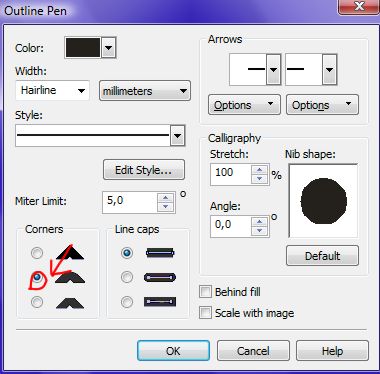 Outline Pen
Color:
Width:
Hairline
millimeters
Style:
Edit Style...
Miter Limit:
5,0
o
Corners
Line caps
Arrows
Options
Options
Calligraphy
Stretch:
100
%
Nib shape:
Angle:
0,0
o
Default
Behind fill
Scale with image
OK
Cancel
Help